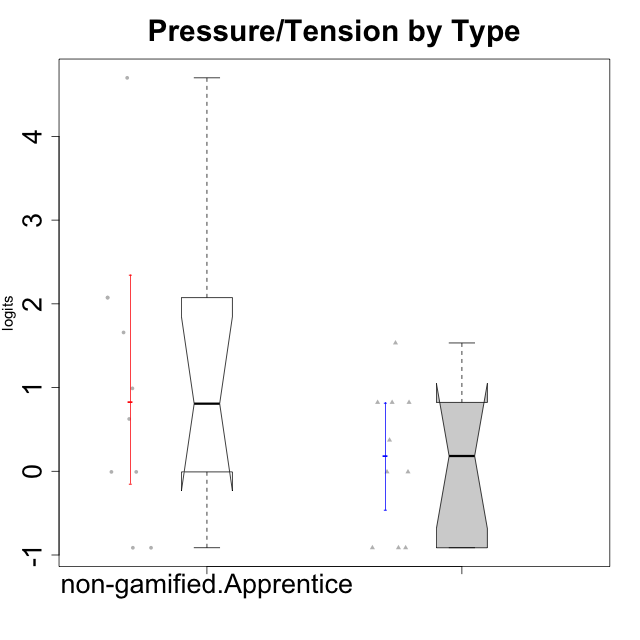 Pressure/Tension by Type
logits
4
3
2
1
0
-1
non-gamified.Apprentice